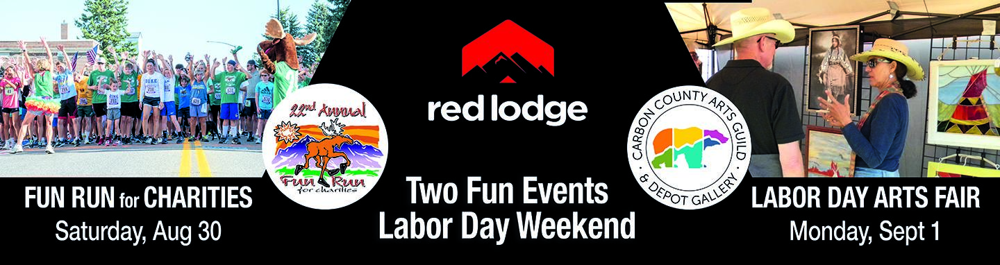 22nd Annual
Fun Run
for charities
FUN RUN for CHARITIES
Saturday, Aug 30
red lodge
Two Fun Events
Labor Day Weekend
CARBON COUNTY ARTS GUILD
& DEPOT GALLERY
LABOR DAY ARTS FAIR
Monday, Sept 1